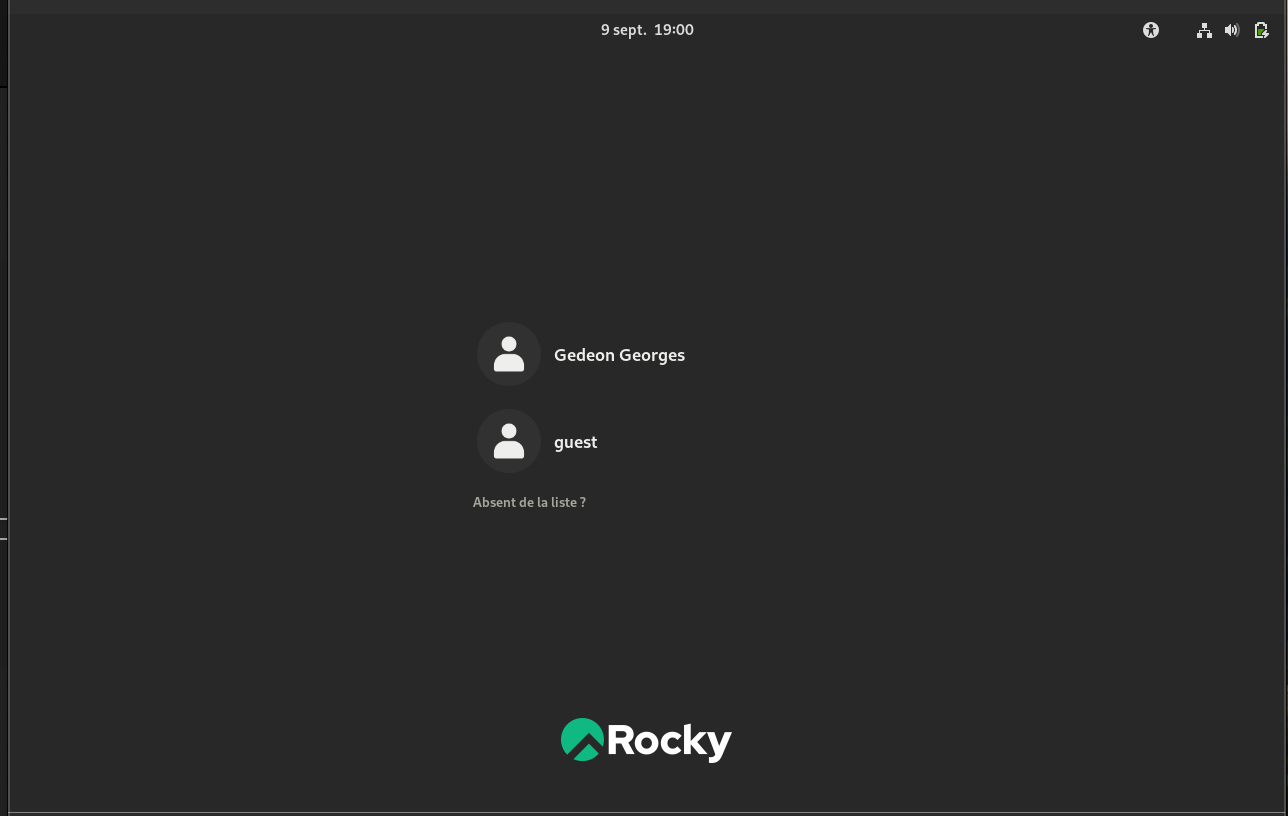 9 sept.  19:00
Gedeon Georges
guest
Absent de la liste ?
Rocky